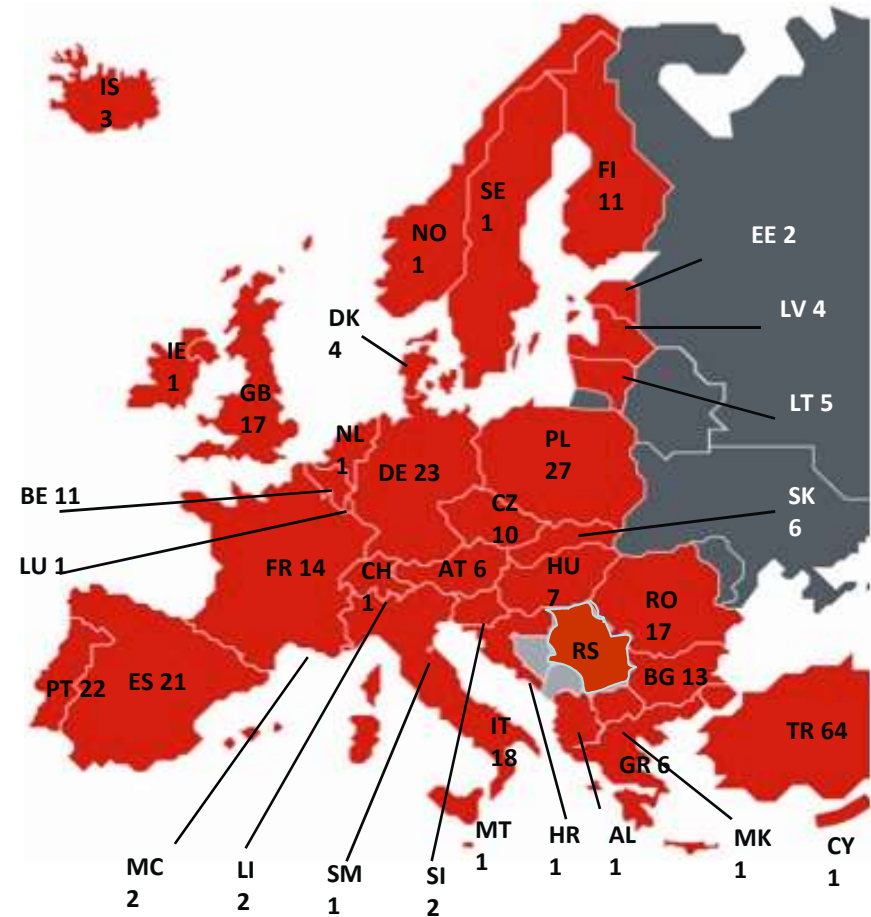 IS
3
FI
11
SE
1
NO
1
EE 2
LV 4
DK
4
IE
1
GB
17
LT 5
NL
1
PL
27
DE 23
BE 11
CZ
10
SK
6
LU 1
FR 14
CH
1
AT 6
HU
7
RO
17
RS
PT 22
ES 21
BG 13
IT
18
GR 6
TR 64
MT
1
HR
1
AL
1
MK
1
CY
1
MC
2
LI
2
SM
1
SI
2